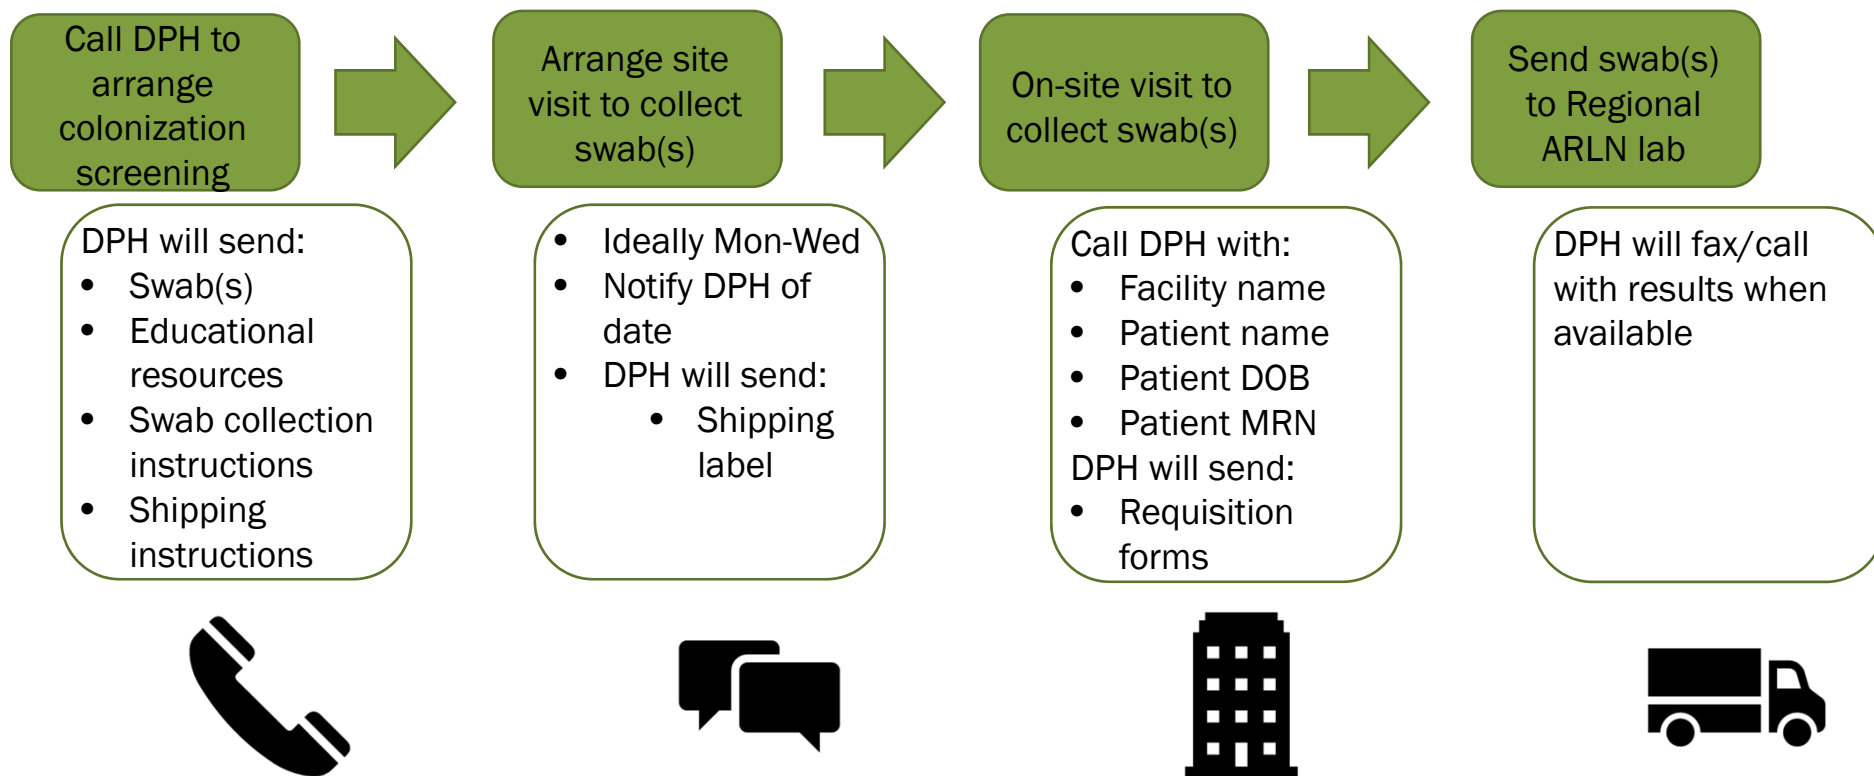 Call DPH to
arrange
colonization
screening
Arrange site
visit to collect
swab(s)
On-site visit to
collect swab(s)
Send swab(s)
to Regional
ARLN lab
DPH will send:
• Swab(s)
• Educational
resources
• Swab collection
instructions
• Shipping
instructions
• Ideally Mon-Wed
• Notify DPH of
date
• DPH will send:
• Shipping
label
Call DPH with:
• Facility name
• Patient name
• Patient DOB
• Patient MRN
DPH will send:
• Requisition
forms
DPH will fax/call
with results when
available